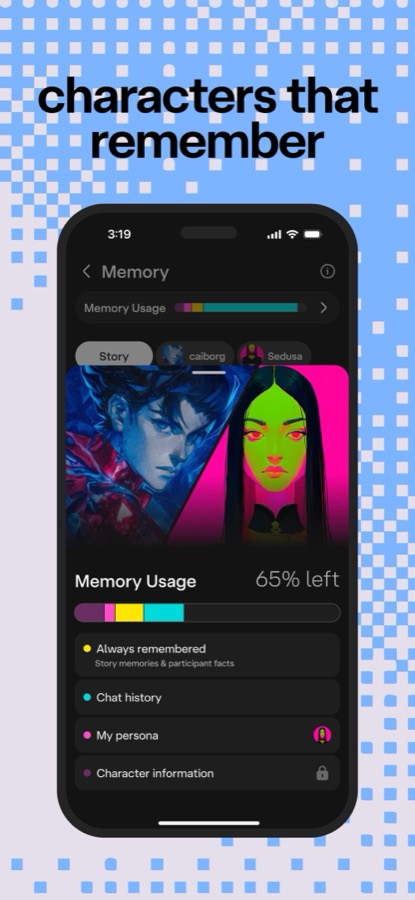 characters that
remember
3:19
Memory
Memory Usage
Story
caiborg
Sedusa
Memory Usage
65% left
Always remembered
Story memories & participant facts
Chat history
My persona
Character information